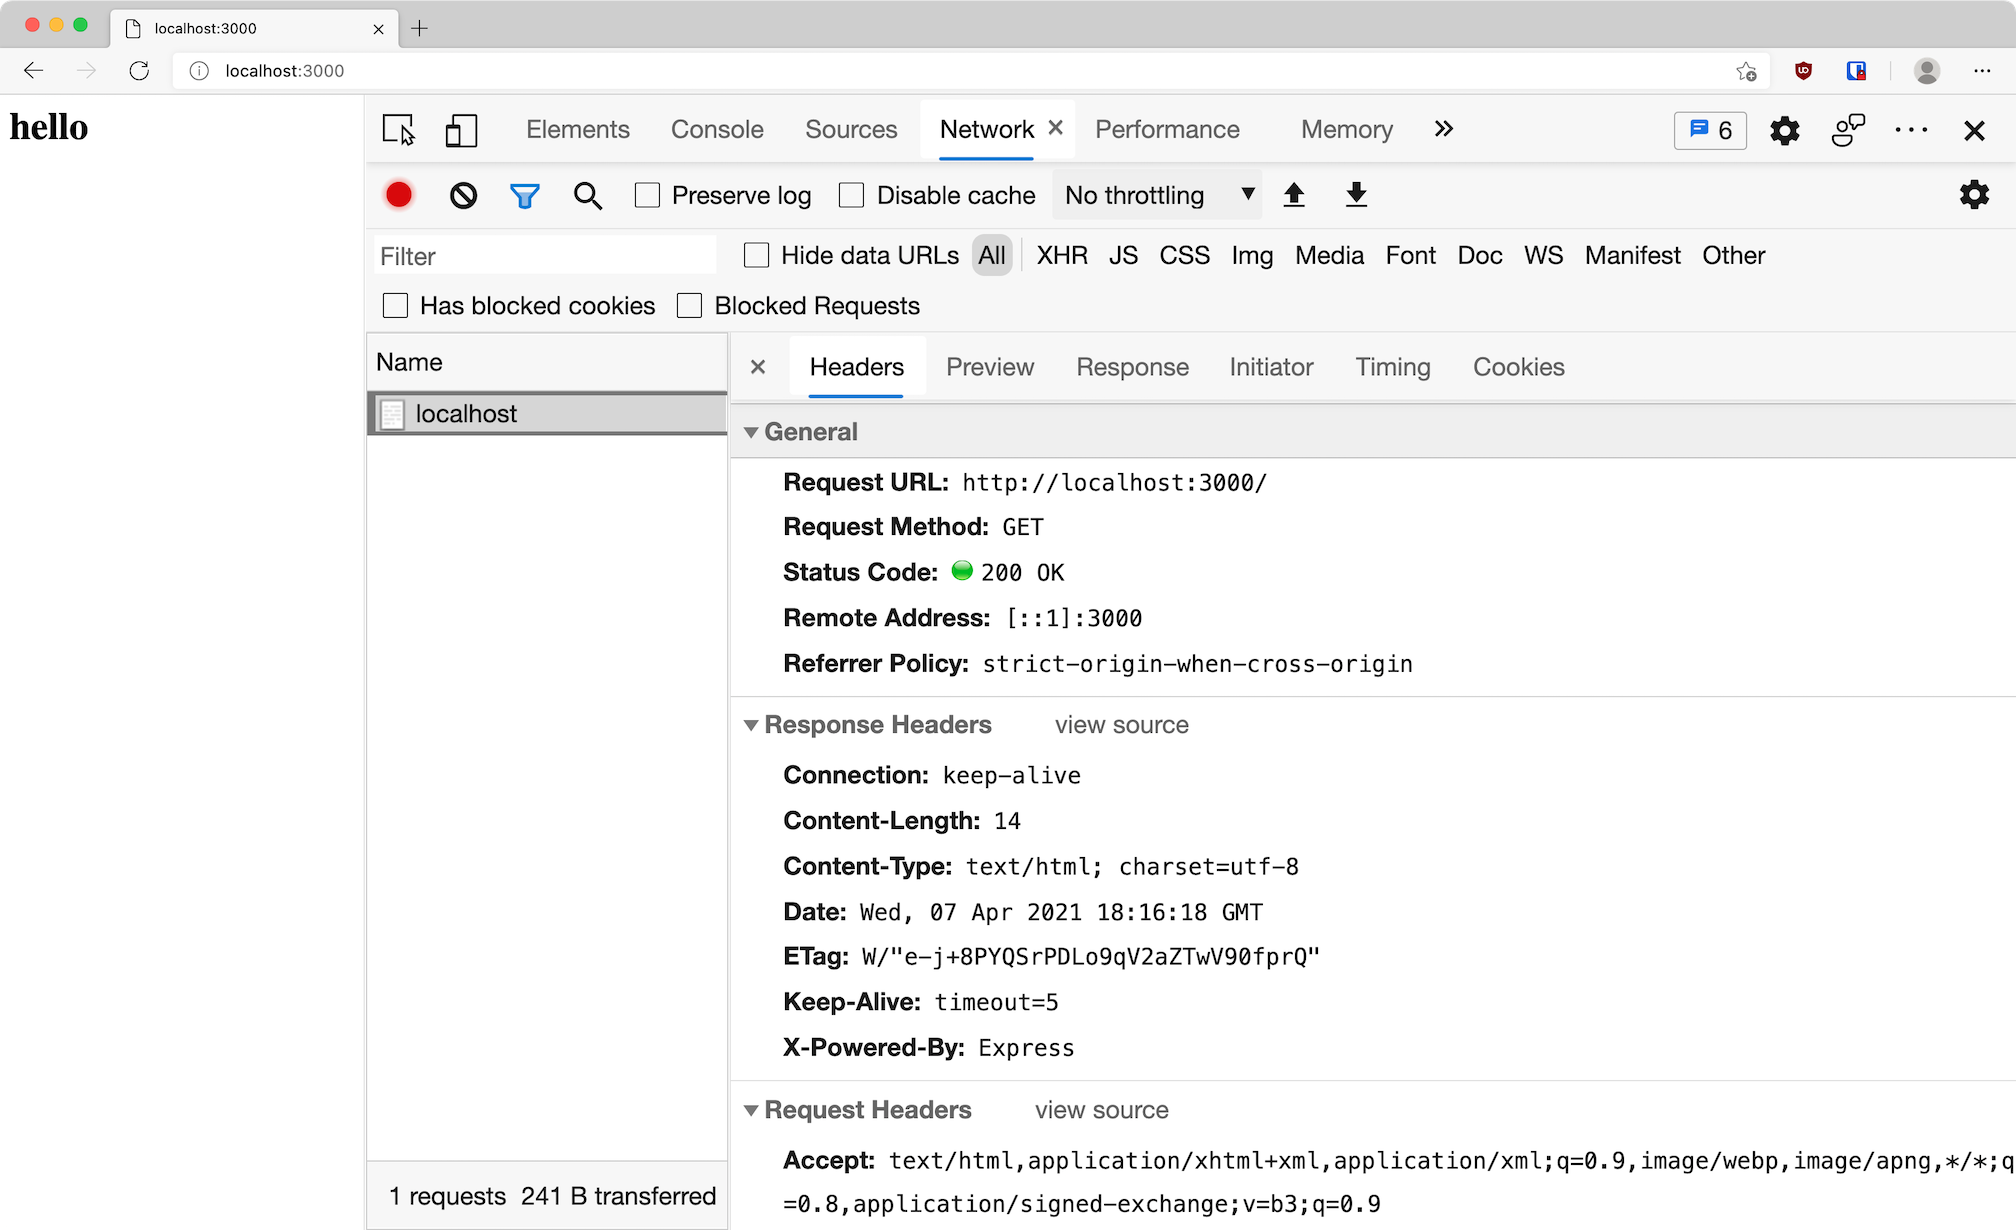 localhost:3000
localhost:3000
hello
Elements Console Sources Network Performance Memory 6
Preserve log Disable cache No throttling
Filter Hide data URLs All XHR JS CSS Img Media Font Doc WS Manifest Other
Has blocked cookies Blocked Requests
Name
localhost
1 requests 241 B transferred
Headers Preview Response Initiator Timing Cookies
General
Request URL: http://localhost:3000/
Request Method: GET
Status Code: 200 OK
Remote Address: [::1]:3000
Referrer Policy: strict-origin-when-cross-origin
Response Headers view source
Connection: keep-alive
Content-Length: 14
Content-Type: text/html; charset=utf-8
Date: Wed, 07 Apr 2021 18:16:18 GMT
ETag: W/"e-j+8PYQSrPDLo9qV2aZTwV90fprQ"
Keep-Alive: timeout=5
X-Powered-By: Express
Request Headers view source
Accept: text/html,application/xhtml+xml,application/xml;q=0.9,image/webp,image/apng,*/*;q
=0.8,application/signed-exchange;v=b3;q=0.9